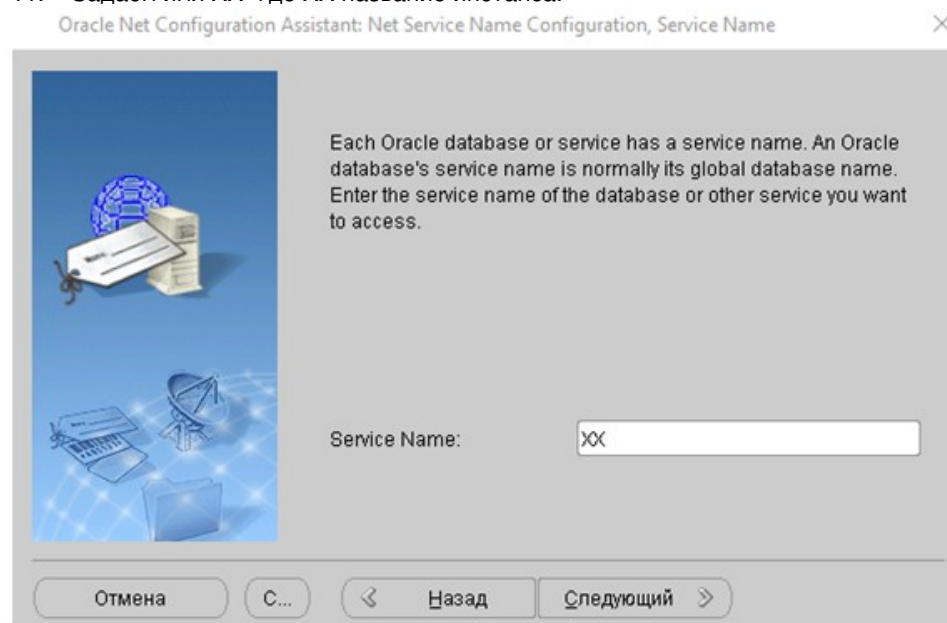 Oracle Net Configuration Assistant: Net Service Name Configuration, Service Name
Each Oracle database or service has a service name. An Oracle
database's service name is normally its global database name.
Enter the service name of the database or other service you want
to access.
Service Name:
XX
Отмена
С...
Назад
Следующий